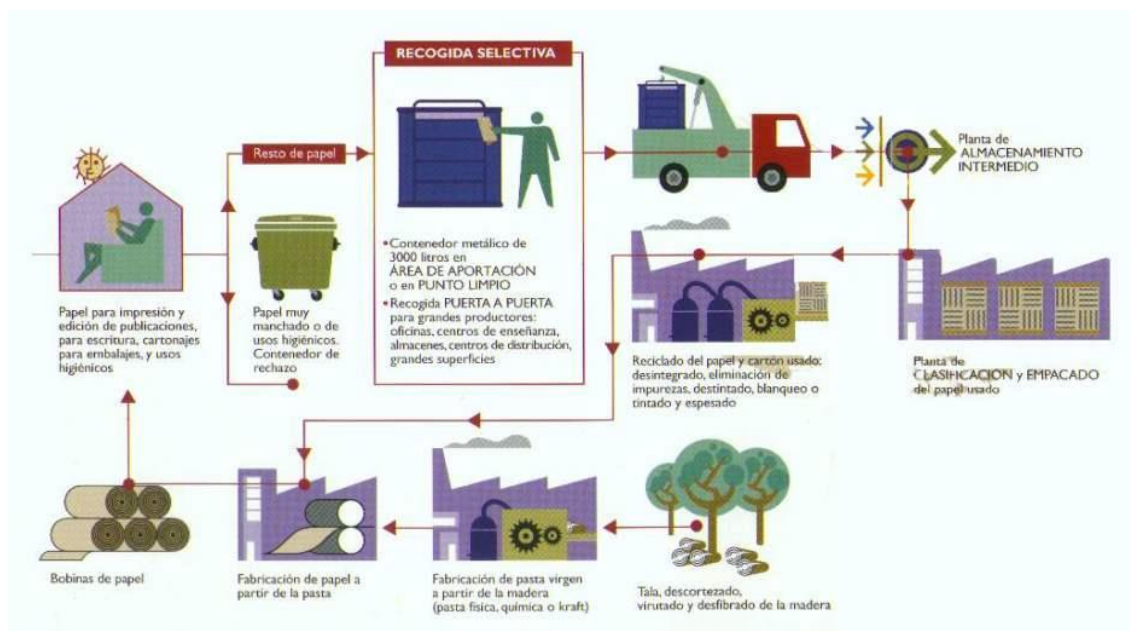 RECOGIDA SELECTIVA
Resto de papel
Planta de
ALMACENAMIENTO
INTERMEDIO
•Contenedor metálico de
3000 litros en
ÁREA DE APORTACIÓN
o en PUNTO LIMPIO
•Recogida PUERTA A PUERTA
para grandes productores:
oficinas, centros de enseñanza,
almacenes, centros de distribución,
grandes superficies
Papel para impresión y
edición de publicaciones,
para escritura, cartonajes
para embalajes, y usos
higiénicos
Papel muy
manchado o de
usos higiénicos.
Contenedor de
rechazo
Reciclado del papel y cartón usado:
desintegrado, eliminación de
impurezas, destintado, blanqueo o
tintado y espesado
Planta de
CLASIFICACIÓN y EMPACADO
del papel usado
Bobinas de papel
Fabricación de papel a
partir de la pasta
Fabricación de pasta virgen
a partir de la madera
(pasta física, química o kraft)
Tala, descortezado,
virutado y desfibrado de la madera